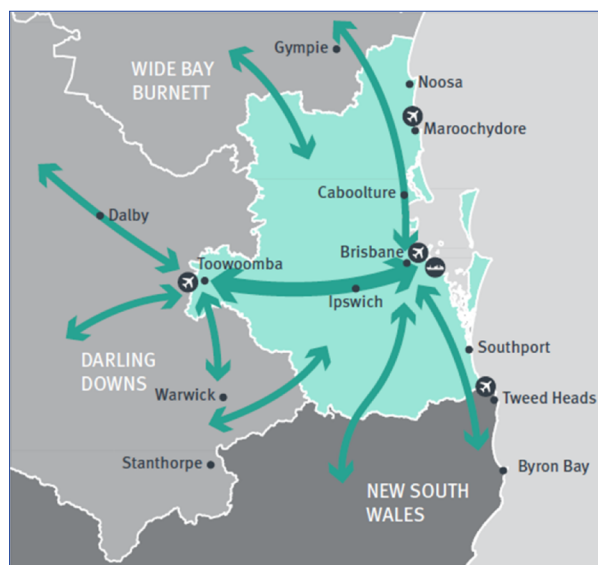 Gympie
WIDE BAY
BURNETT
Noosa
Maroochydore
Caboolture
Dalby
Brisbane
Toowoomba
Ipswich
Southport
DARLING
DOWNS
Warwick
Tweed Heads
Stanthorpe
Byron Bay
NEW SOUTH
WALES